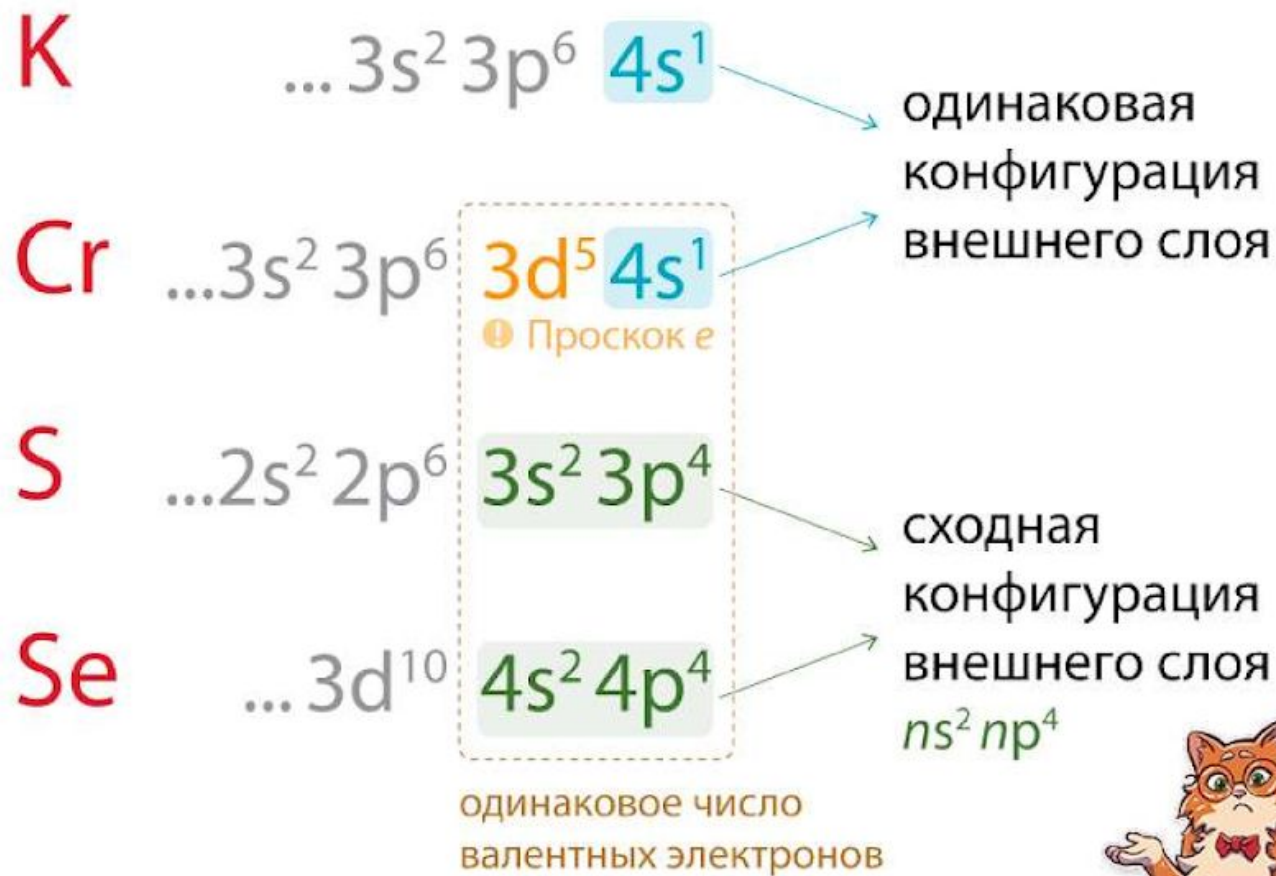 K ... 3s² 3p⁶ 4s¹
одинаковая
конфигурация
внешнего слоя
Cr ...3s² 3p⁶ 3d⁵ 4s¹
! Проскок e
S ...2s² 2p⁶ 3s² 3p⁴
сходная
конфигурация
внешнего слоя
ns² np⁴
Se ... 3d¹⁰ 4s² 4p⁴
одинаковое число
валентных электронов